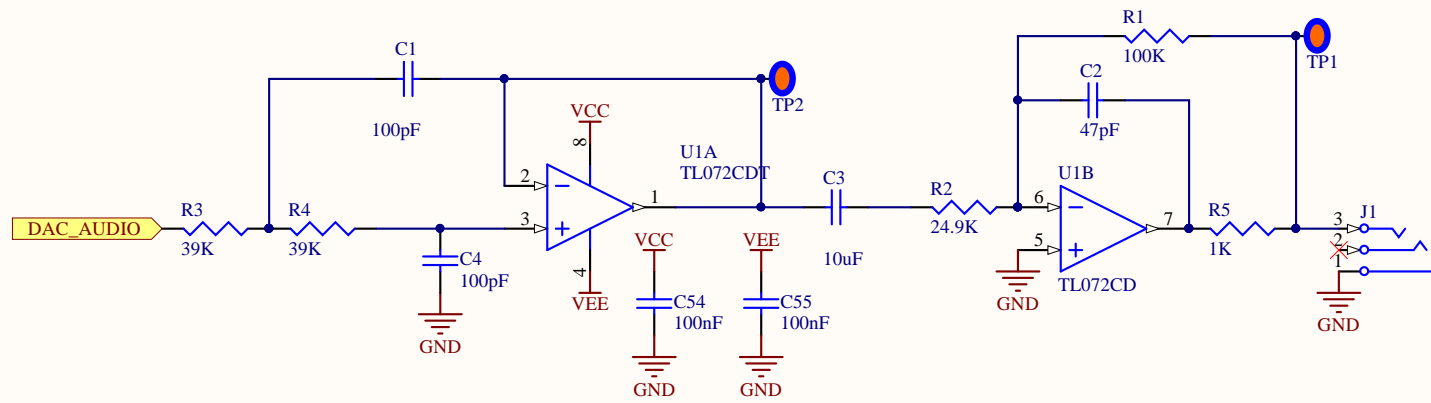 R1
100K
TP1
C1
100pF
TP2
C2
47pF
VCC
8
U1A
TL072CDT
2
1
3
4
VEE
DAC_AUDIO
R3
39K
R4
39K
C4
100pF
GND
VCC
C54
100nF
GND
VEE
C55
100nF
GND
C3
10uF
R2
24.9K
U1B
6
7
5
TL072CD
GND
R5
1K
J1
3
2
1
GND